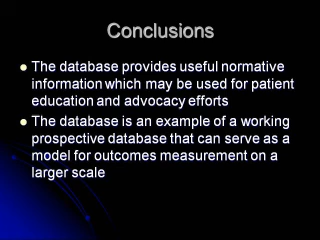 Conclusions
The database provides useful normative
information which may be used for patient
education and advocacy efforts
The database is an example of a working
prospective database that can serve as a
model for outcomes measurement on a
larger scale